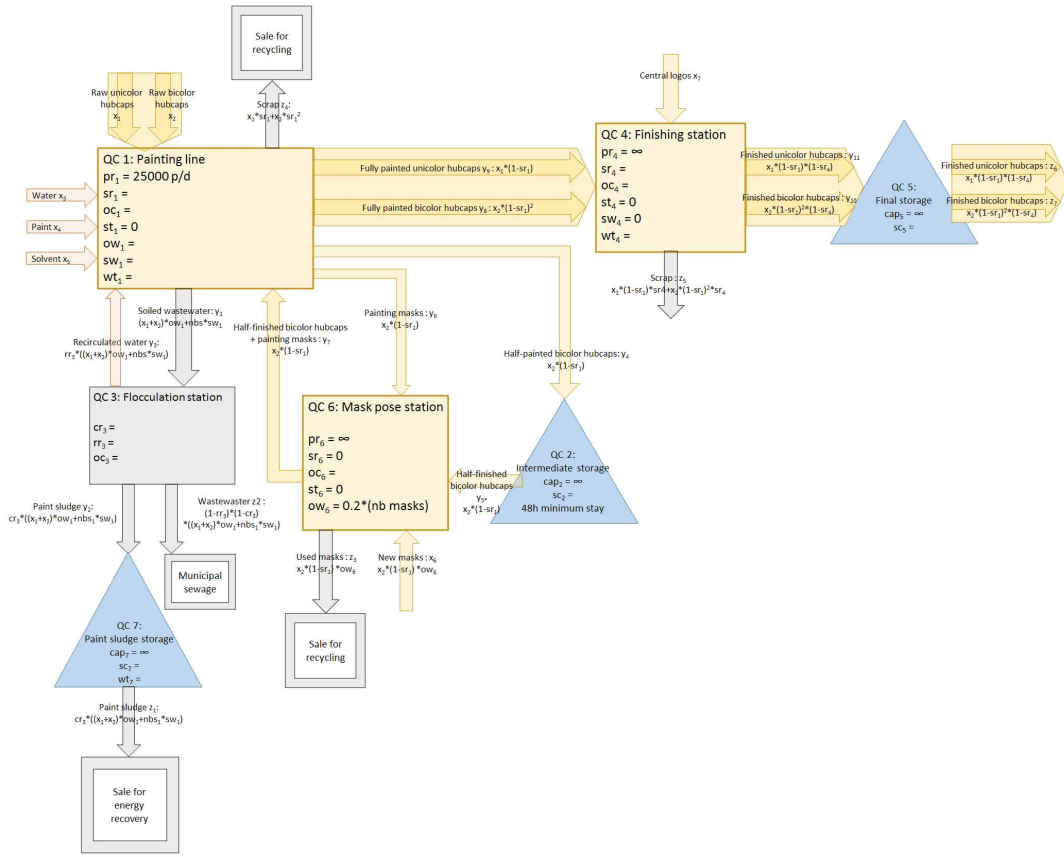 Sale for
recycling
Raw unicolor
hubcaps
x₁
Raw bicolor
hubcaps
x₂
Scrap z₄:
x₁*sr₁+x₂*sr₁²
Central logos x₇
QC 1: Painting line
pr₁ = 25000 p/d
sr₁ =
oc₁ =
st₁ = 0
ow₁ =
sw₁ =
wt₁ =
Water x₃
Paint x₄
Solvent x₅
Fully painted unicolor hubcaps y₉ : x₁*(1-sr₁)
Fully painted bicolor hubcaps y₈ : x₂*(1-sr₁)²
QC 4: Finishing station
pr₄ = ∞
sr₄ =
oc₄ =
st₄ = 0
sw₄ = 0
wt₄ =
Finished unicolor hubcaps : y₁₁
x₁*(1-sr₁)*(1-sr₄)
Finished bicolor hubcaps : y₁₀
x₂*(1-sr₁)²*(1-sr₄)
QC 5:
Final storage
cap₅ = ∞
sc₅ =
Finished unicolor hubcaps : z₆
x₁*(1-sr₁)*(1-sr₄)
Finished bicolor hubcaps : z₇
x₂*(1-sr₁)²*(1-sr₄)
Scrap : z₅
x₁*(1-sr₁)*sr4+x₂*(1-sr₁)²*sr₄
Soiled wastewater: y₁
(x₁+x₂)*ow₁+nbs*sw₁
Recirculated water y₃:
rr₃*((x₁+x₂)*ow₁+nbs*sw₁)
Half-finished bicolor hubcaps
+ painting masks : y₇
x₂*(1-sr₁)
Painting masks : y₆
x₂*(1-sr₁)
Half-painted bicolor hubcaps: y₄
x₂*(1-sr₁)
QC 3: Flocculation station
cr₃ =
rr₃ =
oc₃ =
QC 6: Mask pose station
pr₆ = ∞
sr₆ = 0
oc₆ =
st₆ = 0
ow₆ = 0.2*(nb masks)
Half-finished
bicolor hubcaps
y₅.
x₂*(1-sr₁)
QC 2:
Intermediate storage
cap₂ = ∞
sc₂ =
48h minimum stay
Paint sludge y₂:
cr₃*((x₁+x₂)*ow₁+nbs₁*sw₁)
Wastewaster z2 :
(1-rr₃)*(1-cr₃)
*((x₁+x₂)*ow₁+nbs₁*sw₁)
Municipal
sewage
Used masks : z₃
x₂*(1-sr₁) *ow₆
New masks : x₆
x₂*(1-sr₁) *ow₆
Sale for
recycling
QC 7:
Paint sludge storage
cap₇ = ∞
sc₇ =
wt₇ =
Paint sludge z₁:
cr₃*((x₁+x₂)*ow₁+nbs₁*sw₁)
Sale for
energy
recovery